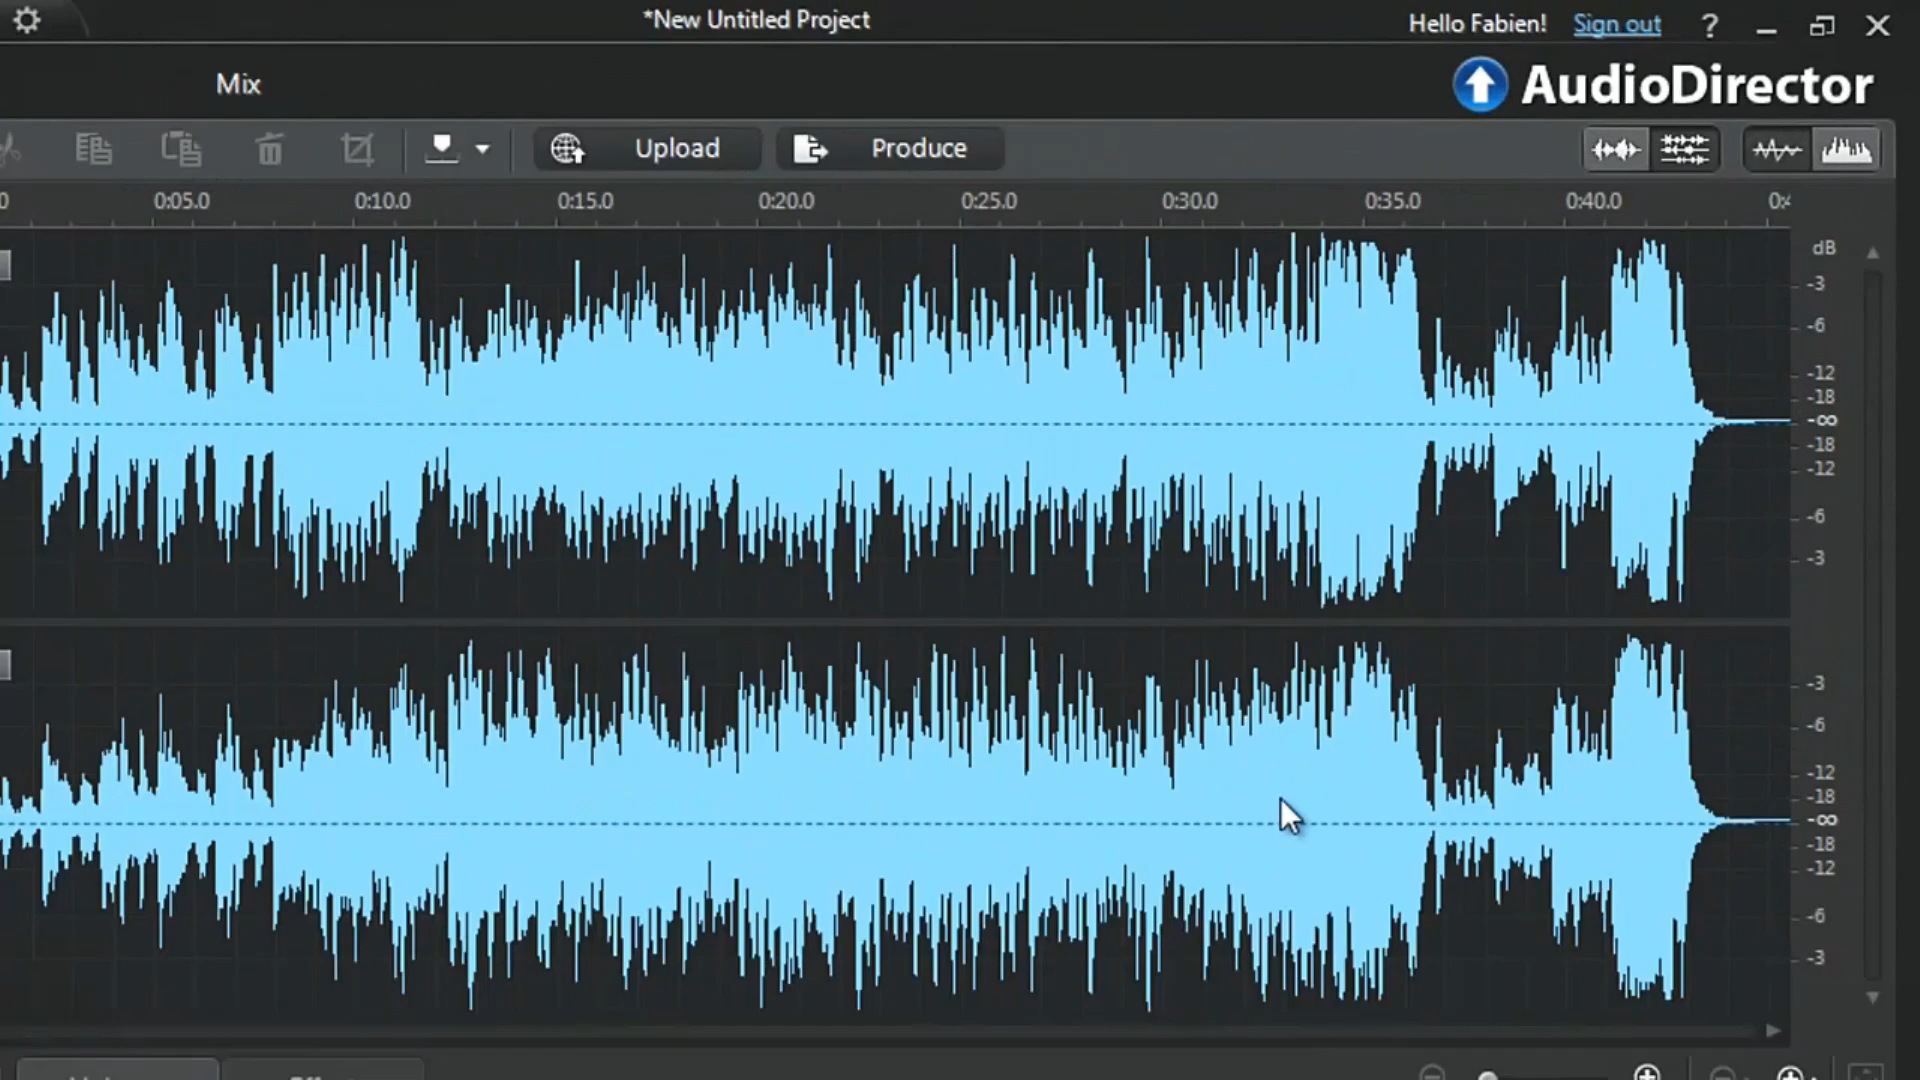 *New Untitled Project
Hello Fabien! Sign out ?
Mix
AudioDirector
Upload Produce
0:05.0 0:10.0 0:15.0 0:20.0 0:25.0 0:30.0 0:35.0 0:40.0
dB
-3
-6
-12
-18
-∞
-18
-12
-6
-3
-3
-6
-12
-18
-∞
-18
-12
-6
-3